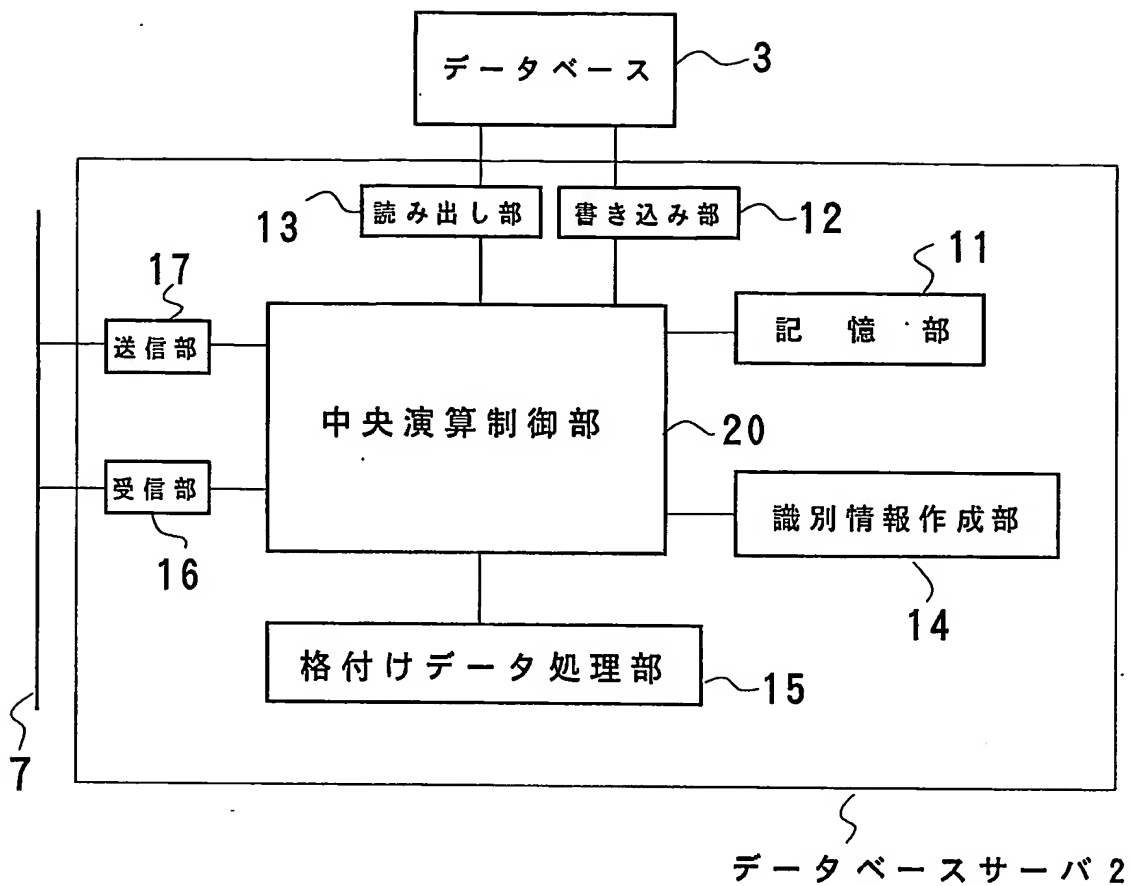 データベース
3
読み出し部
13
書き込み部
12
17
送信部
11
記憶部
中央演算制御部
20
受信部
16
識別情報作成部
14
格付けデータ処理部
15
7
データベースサーバ2